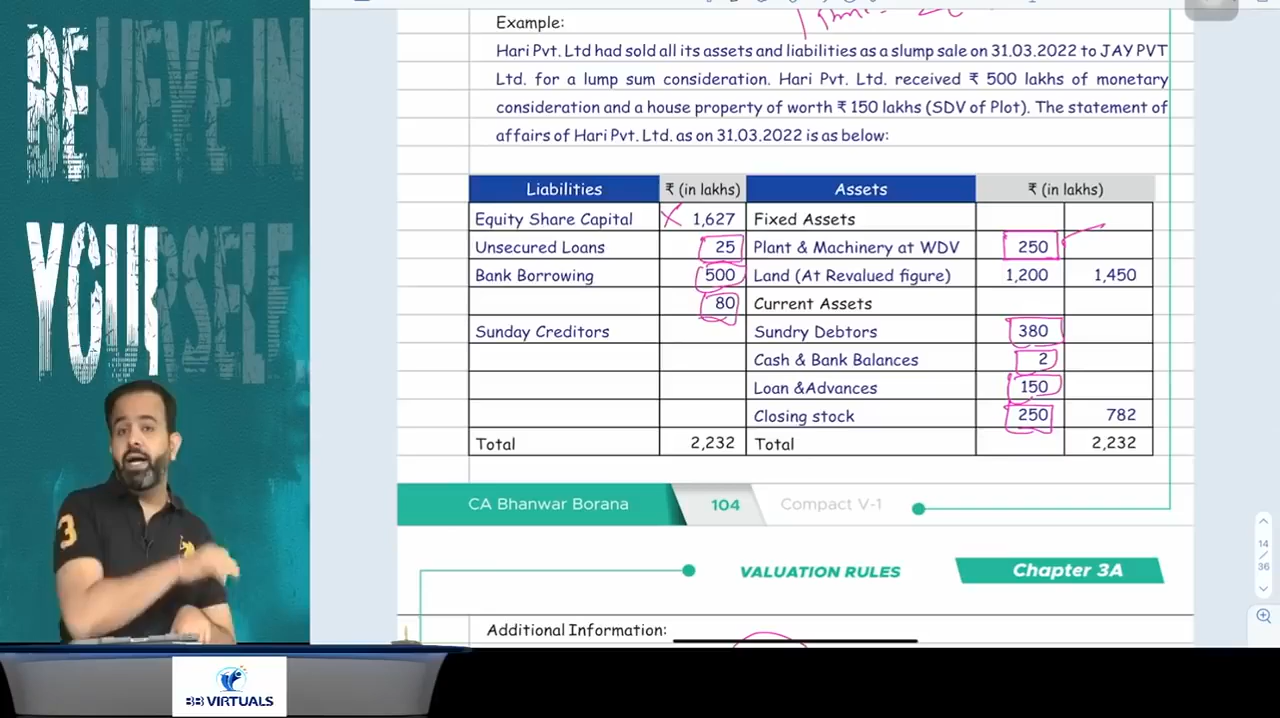 BELIEVE IN
YOURSELF
Example:
Hari Pvt. Ltd had sold all its assets and liabilities as a slump sale on 31.03.2022 to JAY PVT
Ltd. for a lump sum consideration. Hari Pvt. Ltd. received ₹ 500 lakhs of monetary
consideration and a house property of worth ₹ 150 lakhs (SDV of Plot). The statement of
affairs of Hari Pvt. Ltd. as on 31.03.2022 is as below:
Liabilities ₹ (in lakhs) Assets ₹ (in lakhs)
Equity Share Capital 1,627 Fixed Assets
Unsecured Loans 25 Plant & Machinery at WDV 250
Bank Borrowing 500 Land (At Revalued figure) 1,200 1,450
80 Current Assets
Sunday Creditors Sundry Debtors 380
Cash & Bank Balances 2
Loan &Advances 150
Closing stock 250 782
Total 2,232 Total 2,232
CA Bhanwar Borana 104 Compact V-1
VALUATION RULES Chapter 3A
Additional Information:
14
/
36
3
BB VIRTUALS